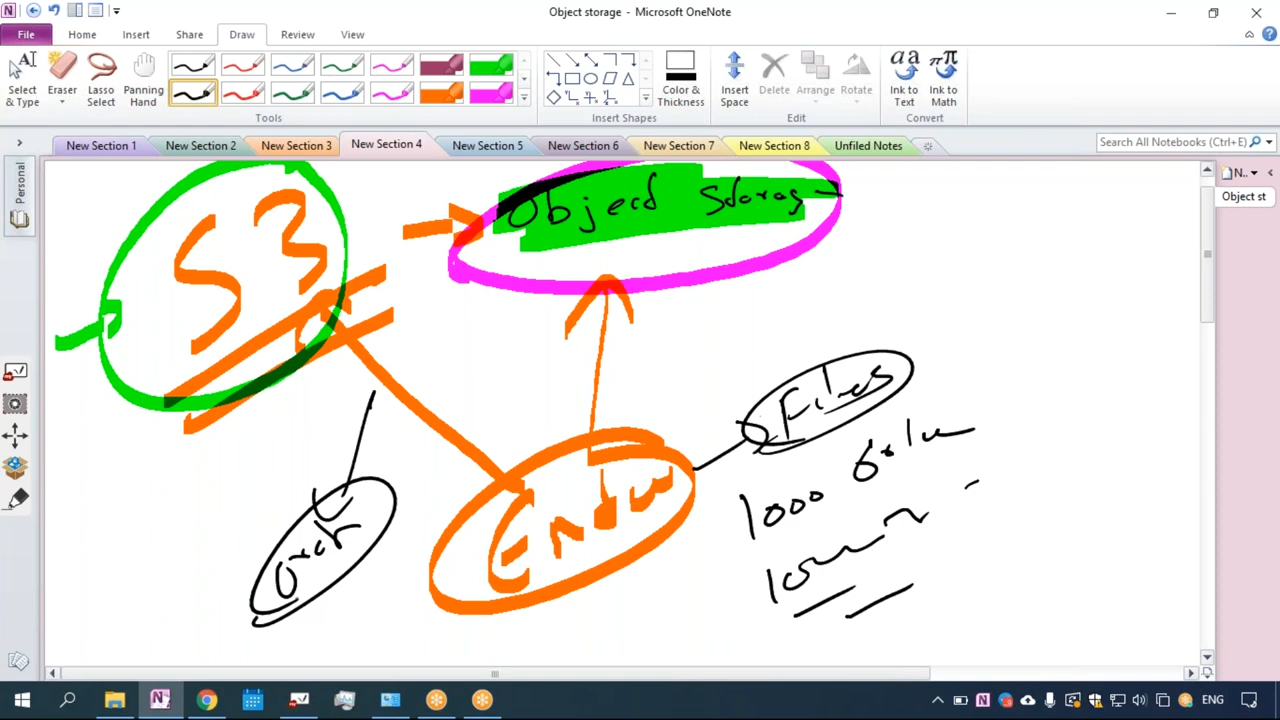 Object storage - Microsoft OneNote
File Home Insert Share Draw Review View
Select & Type
Eraser
Lasso Select
Panning Hand
Color & Thickness
Insert Space
Delete
Arrange
Rotate
Ink to Text
Ink to Math
Tools Insert Shapes Edit Convert
New Section 1 New Section 2 New Section 3 New Section 4 New Section 5 New Section 6 New Section 7 New Section 8 Unfiled Notes
Search All Notebooks (Ctrl+E)
Personal
N..
Object st
S3
Object Storag
Files
1000
ENG